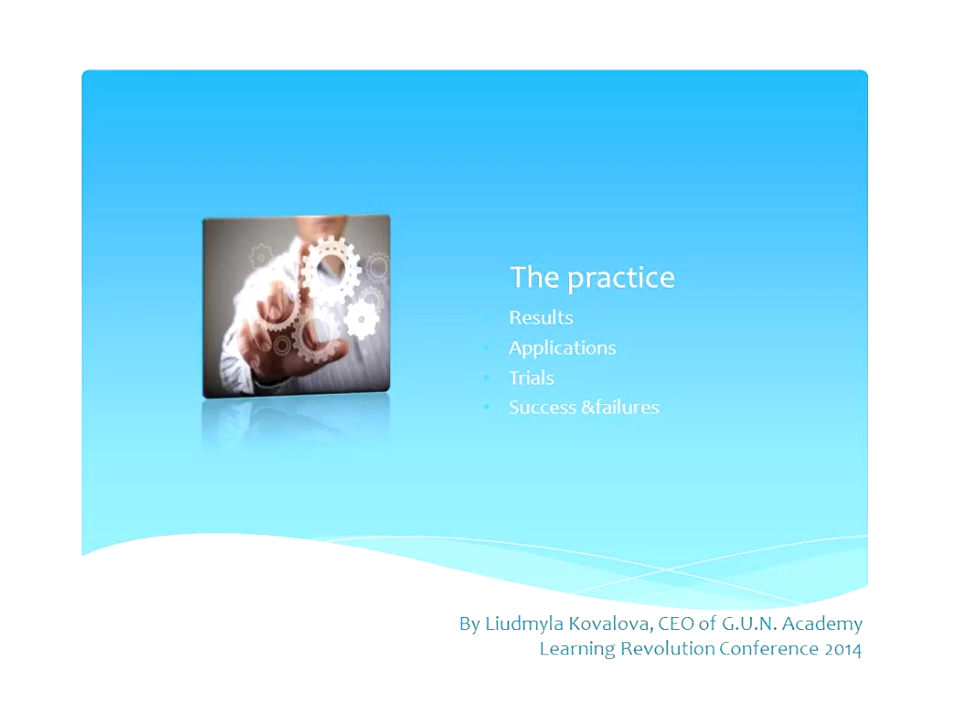 The practice
Results
• Applications
• Trials
• Success &failures
By Liudmyla Kovalova, CEO of G.U.N. Academy
Learning Revolution Conference 2014